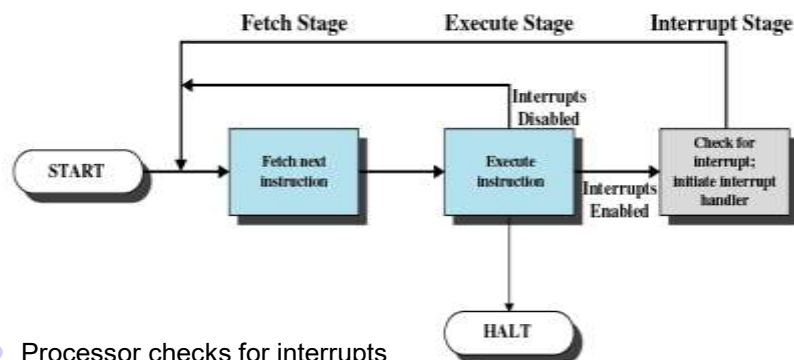 Fetch Stage Execute Stage Interrupt Stage
Interrupts
Disabled
START
Fetch next
instruction
Execute
instruction
Interrupts
Enabled
Check for
interrupt;
initiate interrupt
handler
HALT
Processor checks for interrupts